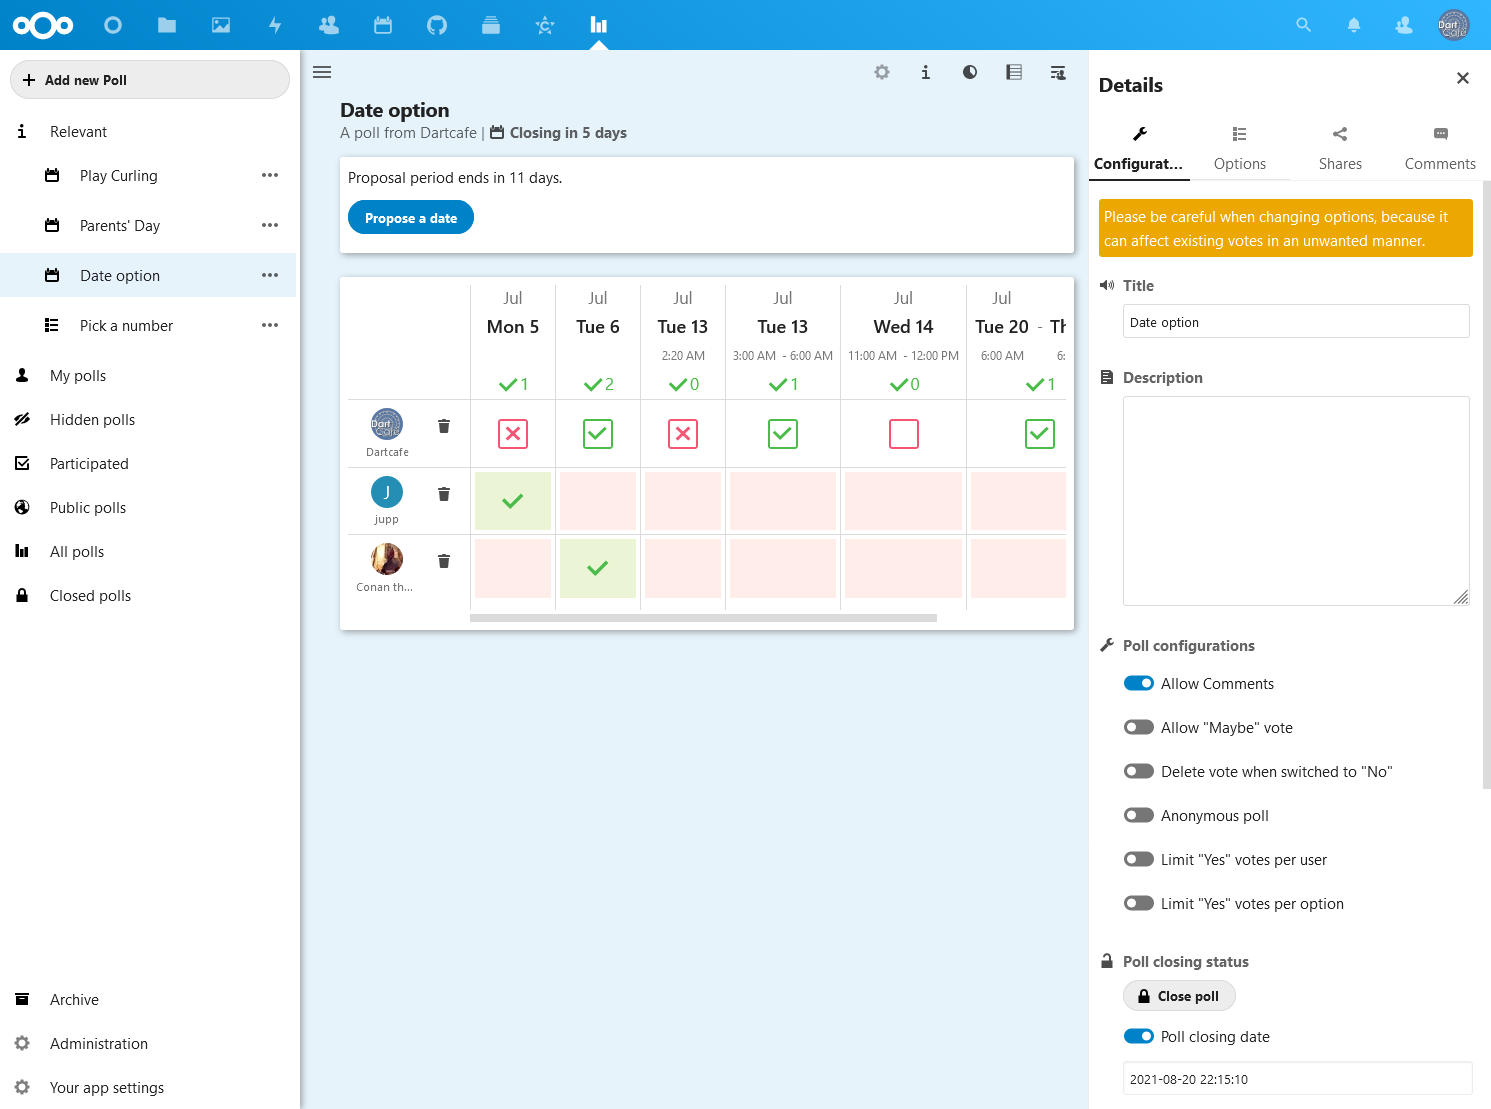 Add new Poll
Relevant
Play Curling
Parents' Day
Date option
Pick a number
My polls
Hidden polls
Participated
Public polls
All polls
Closed polls
Archive
Administration
Your app settings
Date option
A poll from Dartcafe | Closing in 5 days
Proposal period ends in 11 days.
Propose a date
Jul Jul Jul Jul Jul Jul
Mon 5 Tue 6 Tue 13 Tue 13 Wed 14 Tue 20 - Th
2:20 AM 3:00 AM - 6:00 AM 11:00 AM - 12:00 PM 6:00 AM 6:
1 2 0 1 0 1
Dart Cafe
Dartcafe
J
jupp
Conan th...
Dart Cafe
Details
Configurat... Options Shares Comments
Please be careful when changing options, because it
can affect existing votes in an unwanted manner.
Title
Date option
Description
Poll configurations
Allow Comments
Allow "Maybe" vote
Delete vote when switched to "No"
Anonymous poll
Limit "Yes" votes per user
Limit "Yes" votes per option
Poll closing status
Close poll
Poll closing date
2021-08-20 22:15:10